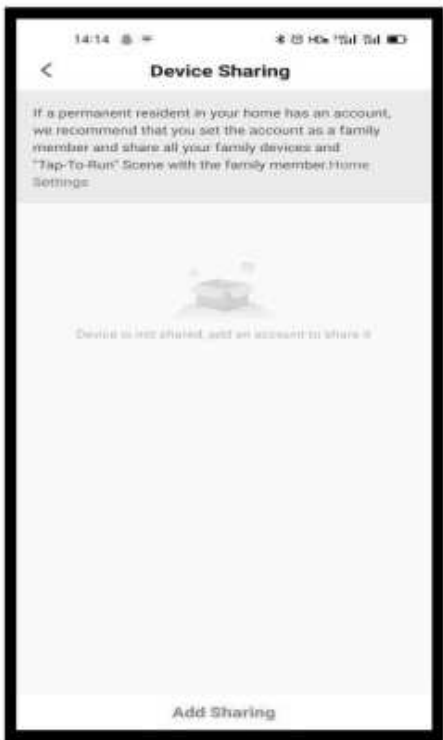 14:14
Device Sharing
If a permanent resident in your home has an account,
we recommend that you set the account as a family
member and share all your family devices and
"Tap-To-Run" Scene with the family member.Home
Settings
Device is not shared, add an account to share it
Add Sharing